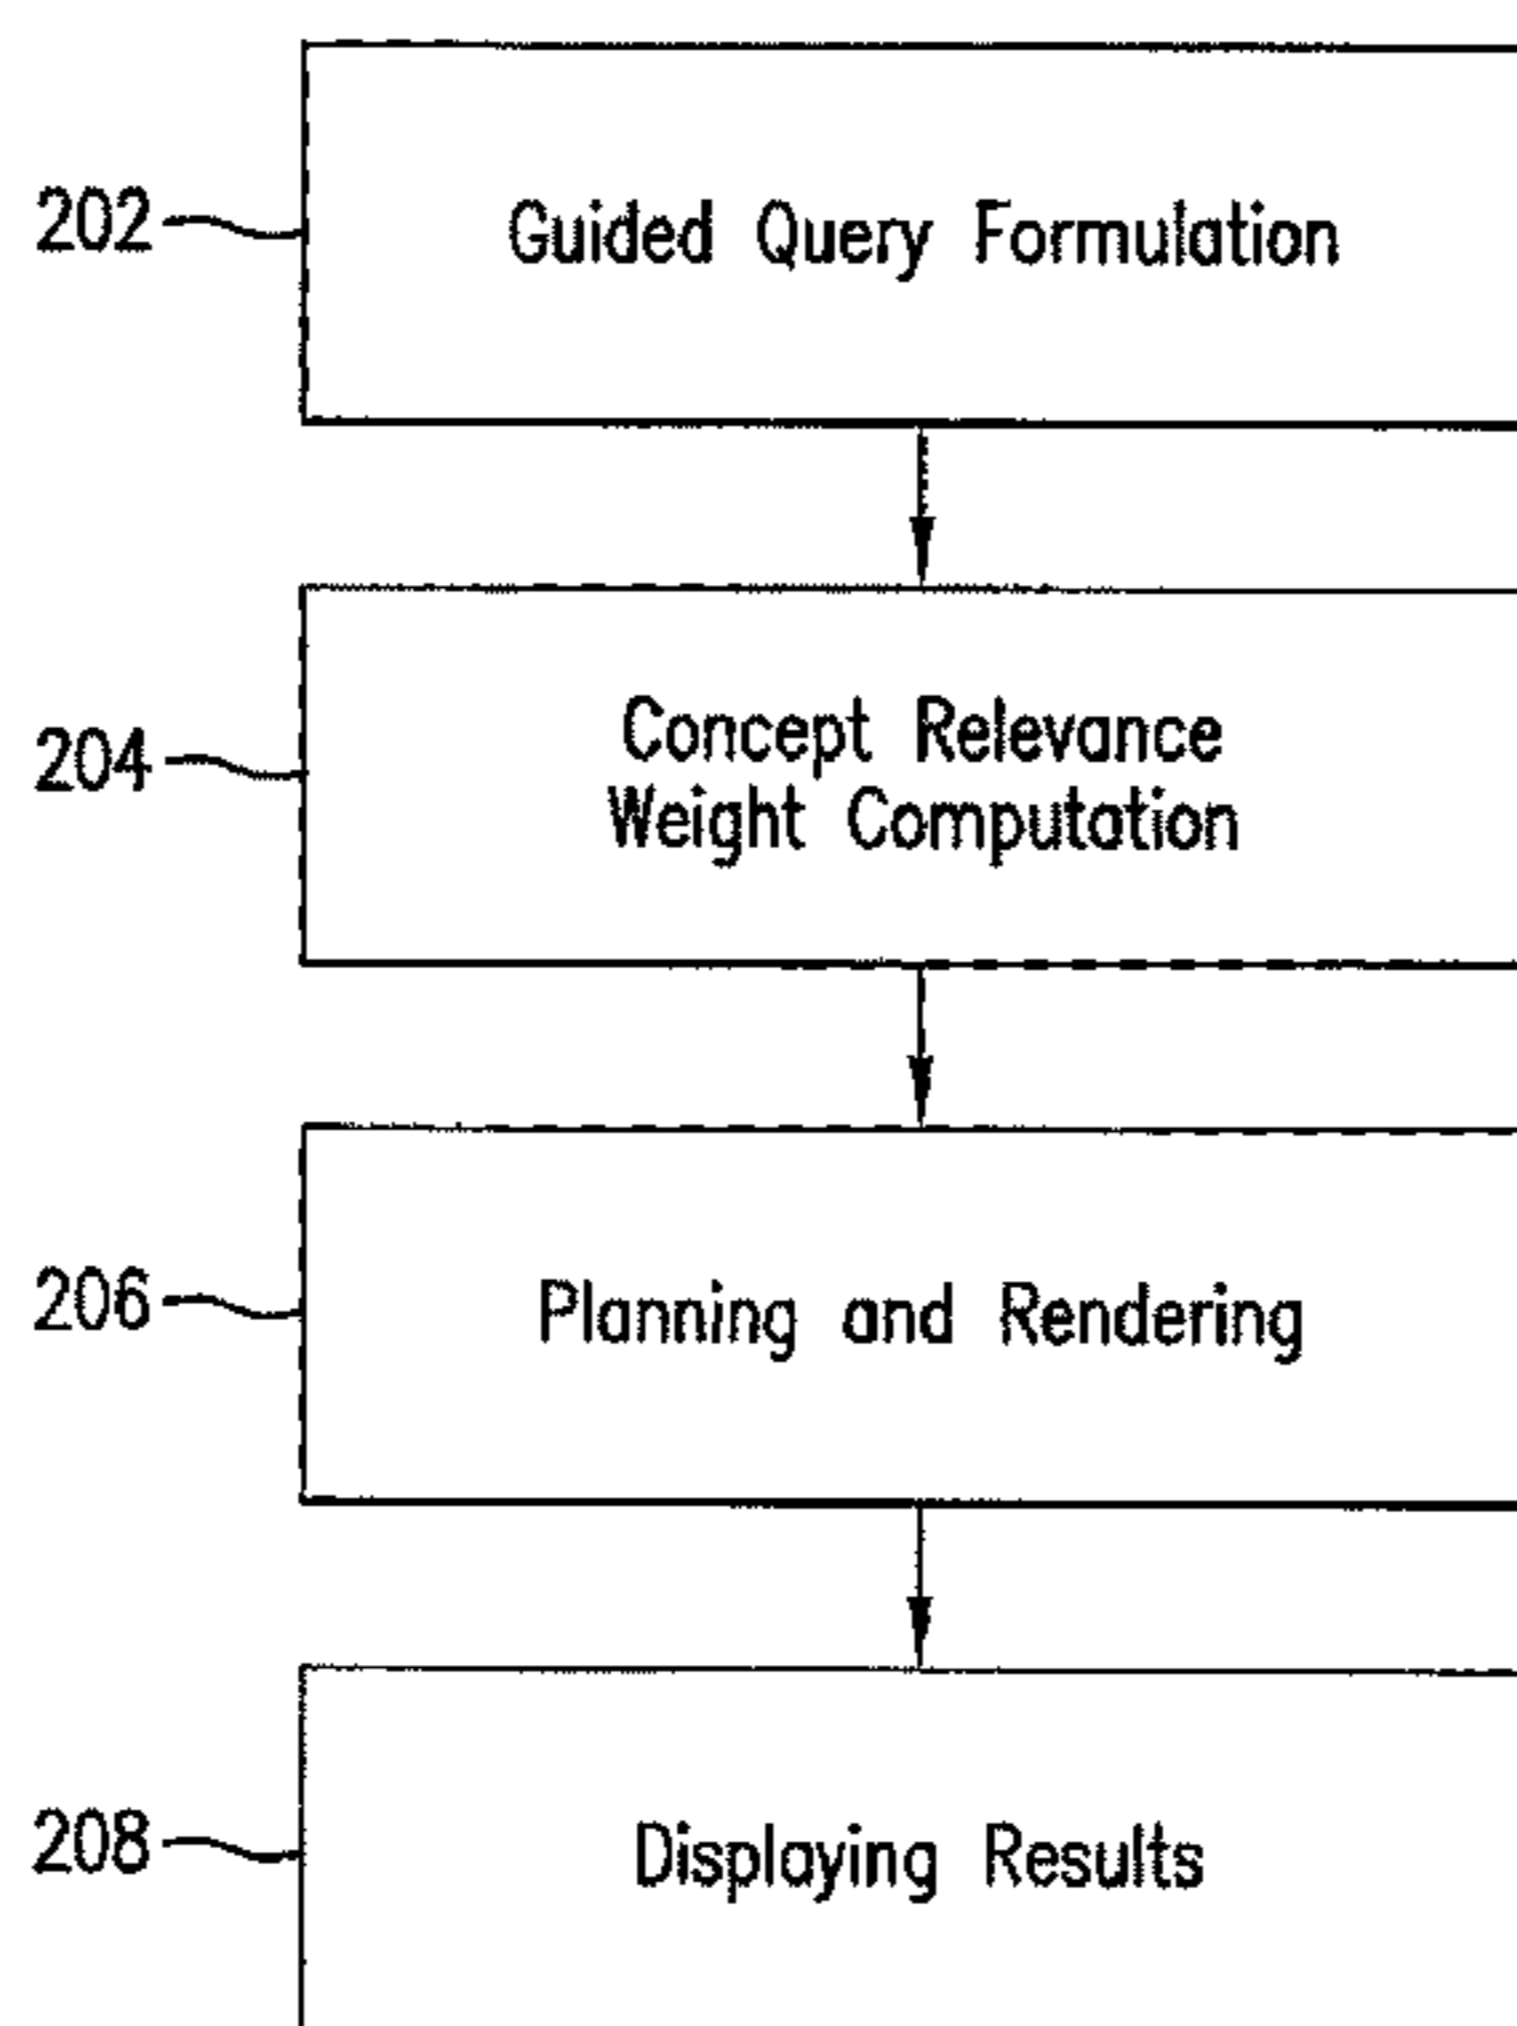 202
Guided Query Formulation
204
Concept Relevance
Weight Computation
206
Planning and Rendering
208
Displaying Results